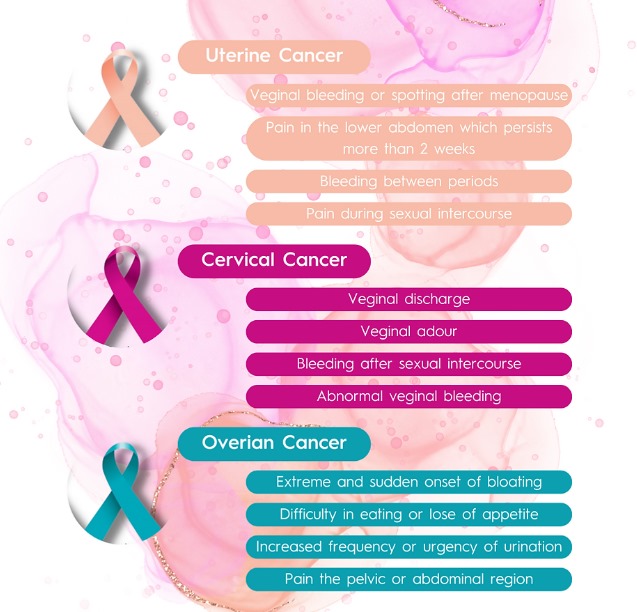 Uterine Cancer
Veginal bleeding or spotting after menopause
Pain in the lower abdomen which persists
more than 2 weeks
Bleeding between periods
Pain during sexual intercourse
Cervical Cancer
Veginal discharge
Veginal adour
Bleeding after sexual intercourse
Abnormal veginal bleeding
Overian Cancer
Extreme and sudden onset of bloating
Difficulty in eating or lose of appetite
Increased frequency or urgency of urination
Pain the pelvic or abdominal region